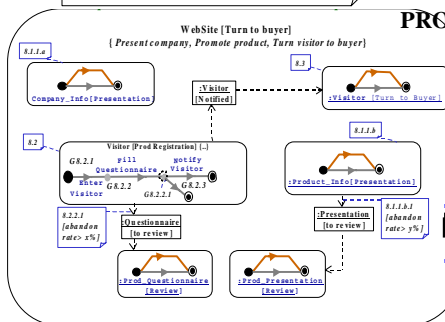 PRO
WebSite [Turn to buyer]
{ Present company, Promote product, Turn visitor to buyer}
8.1.1.a
Company_Info[Presentation]
:Visitor
[Notified]
8.3
:Visitor [Turn to Buyer]
8.2
Visitor [Prod Registration] {..}
G8.2.1
Fill
Questionnaire
Notify
Visitor
Enter
Visitor
G8.2.2
G8.2.2.1
G8.2.3
8.1.1.b
:Product_Info[Presentation]
8.2.2.1
[abandon
rate> x%]
:Questionnaire
[to review]
:Presentation
[to review]
8.1.1.b.1
[abandon
rate> y%]
:Prod_Questionnaire
[Review]
:Prod_Presentation
[Review]